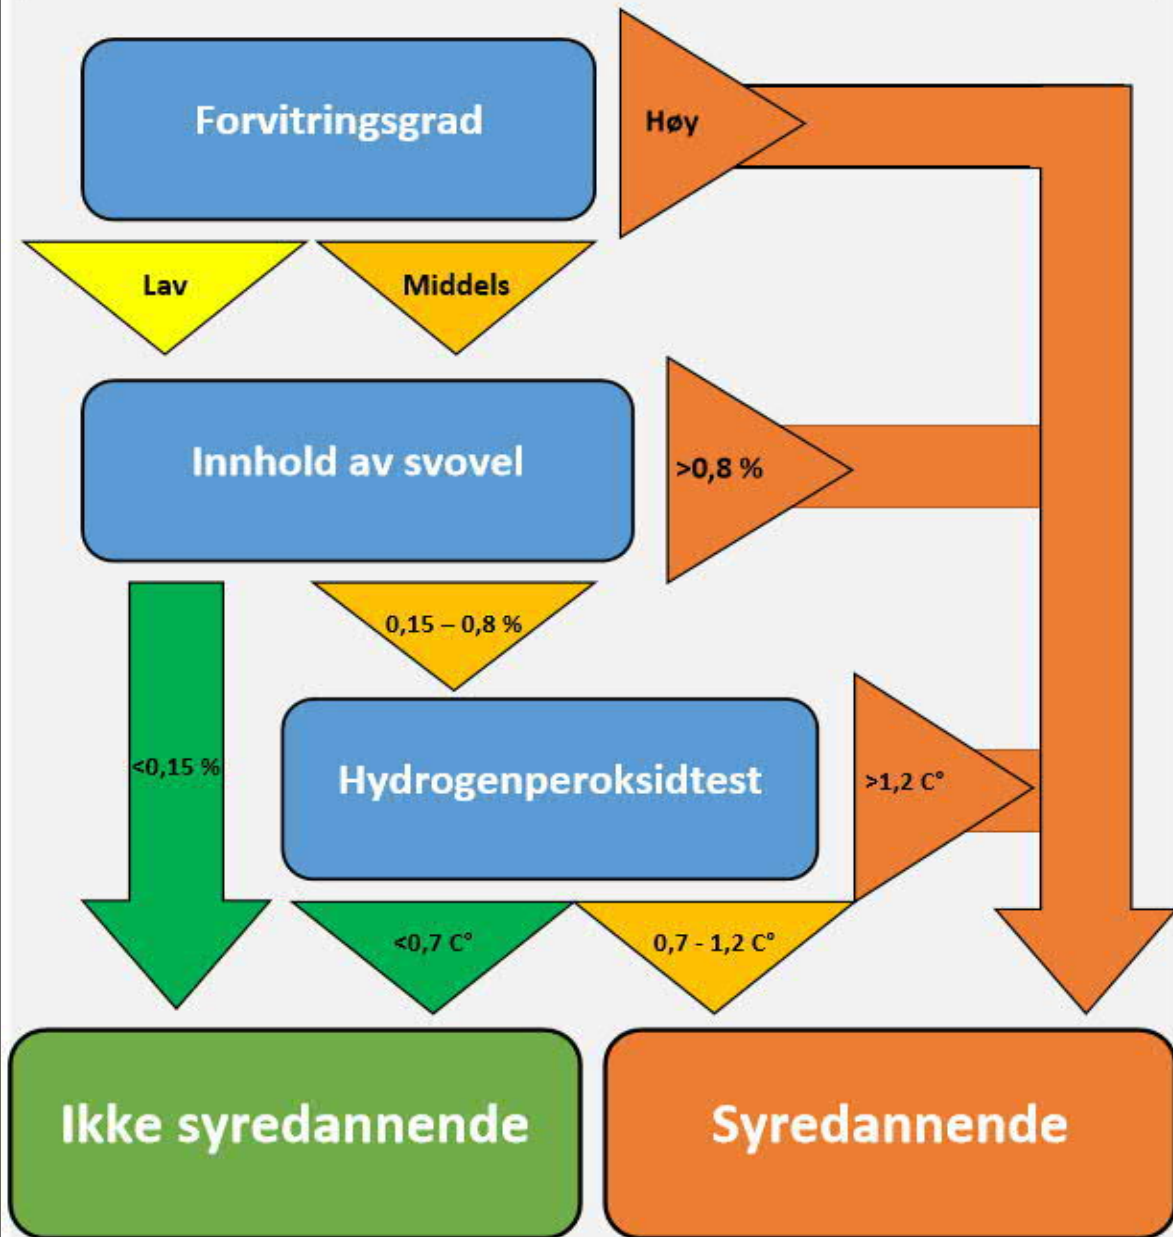 Forvitringsgrad
Høy
Lav
Middels
Innhold av svovel
>0,8 %
0,15 – 0,8 %
<0,15 %
Hydrogenperoksidtest
>1,2 C°
<0,7 C°
0,7 - 1,2 C°
Ikke syredannende
Syredannende